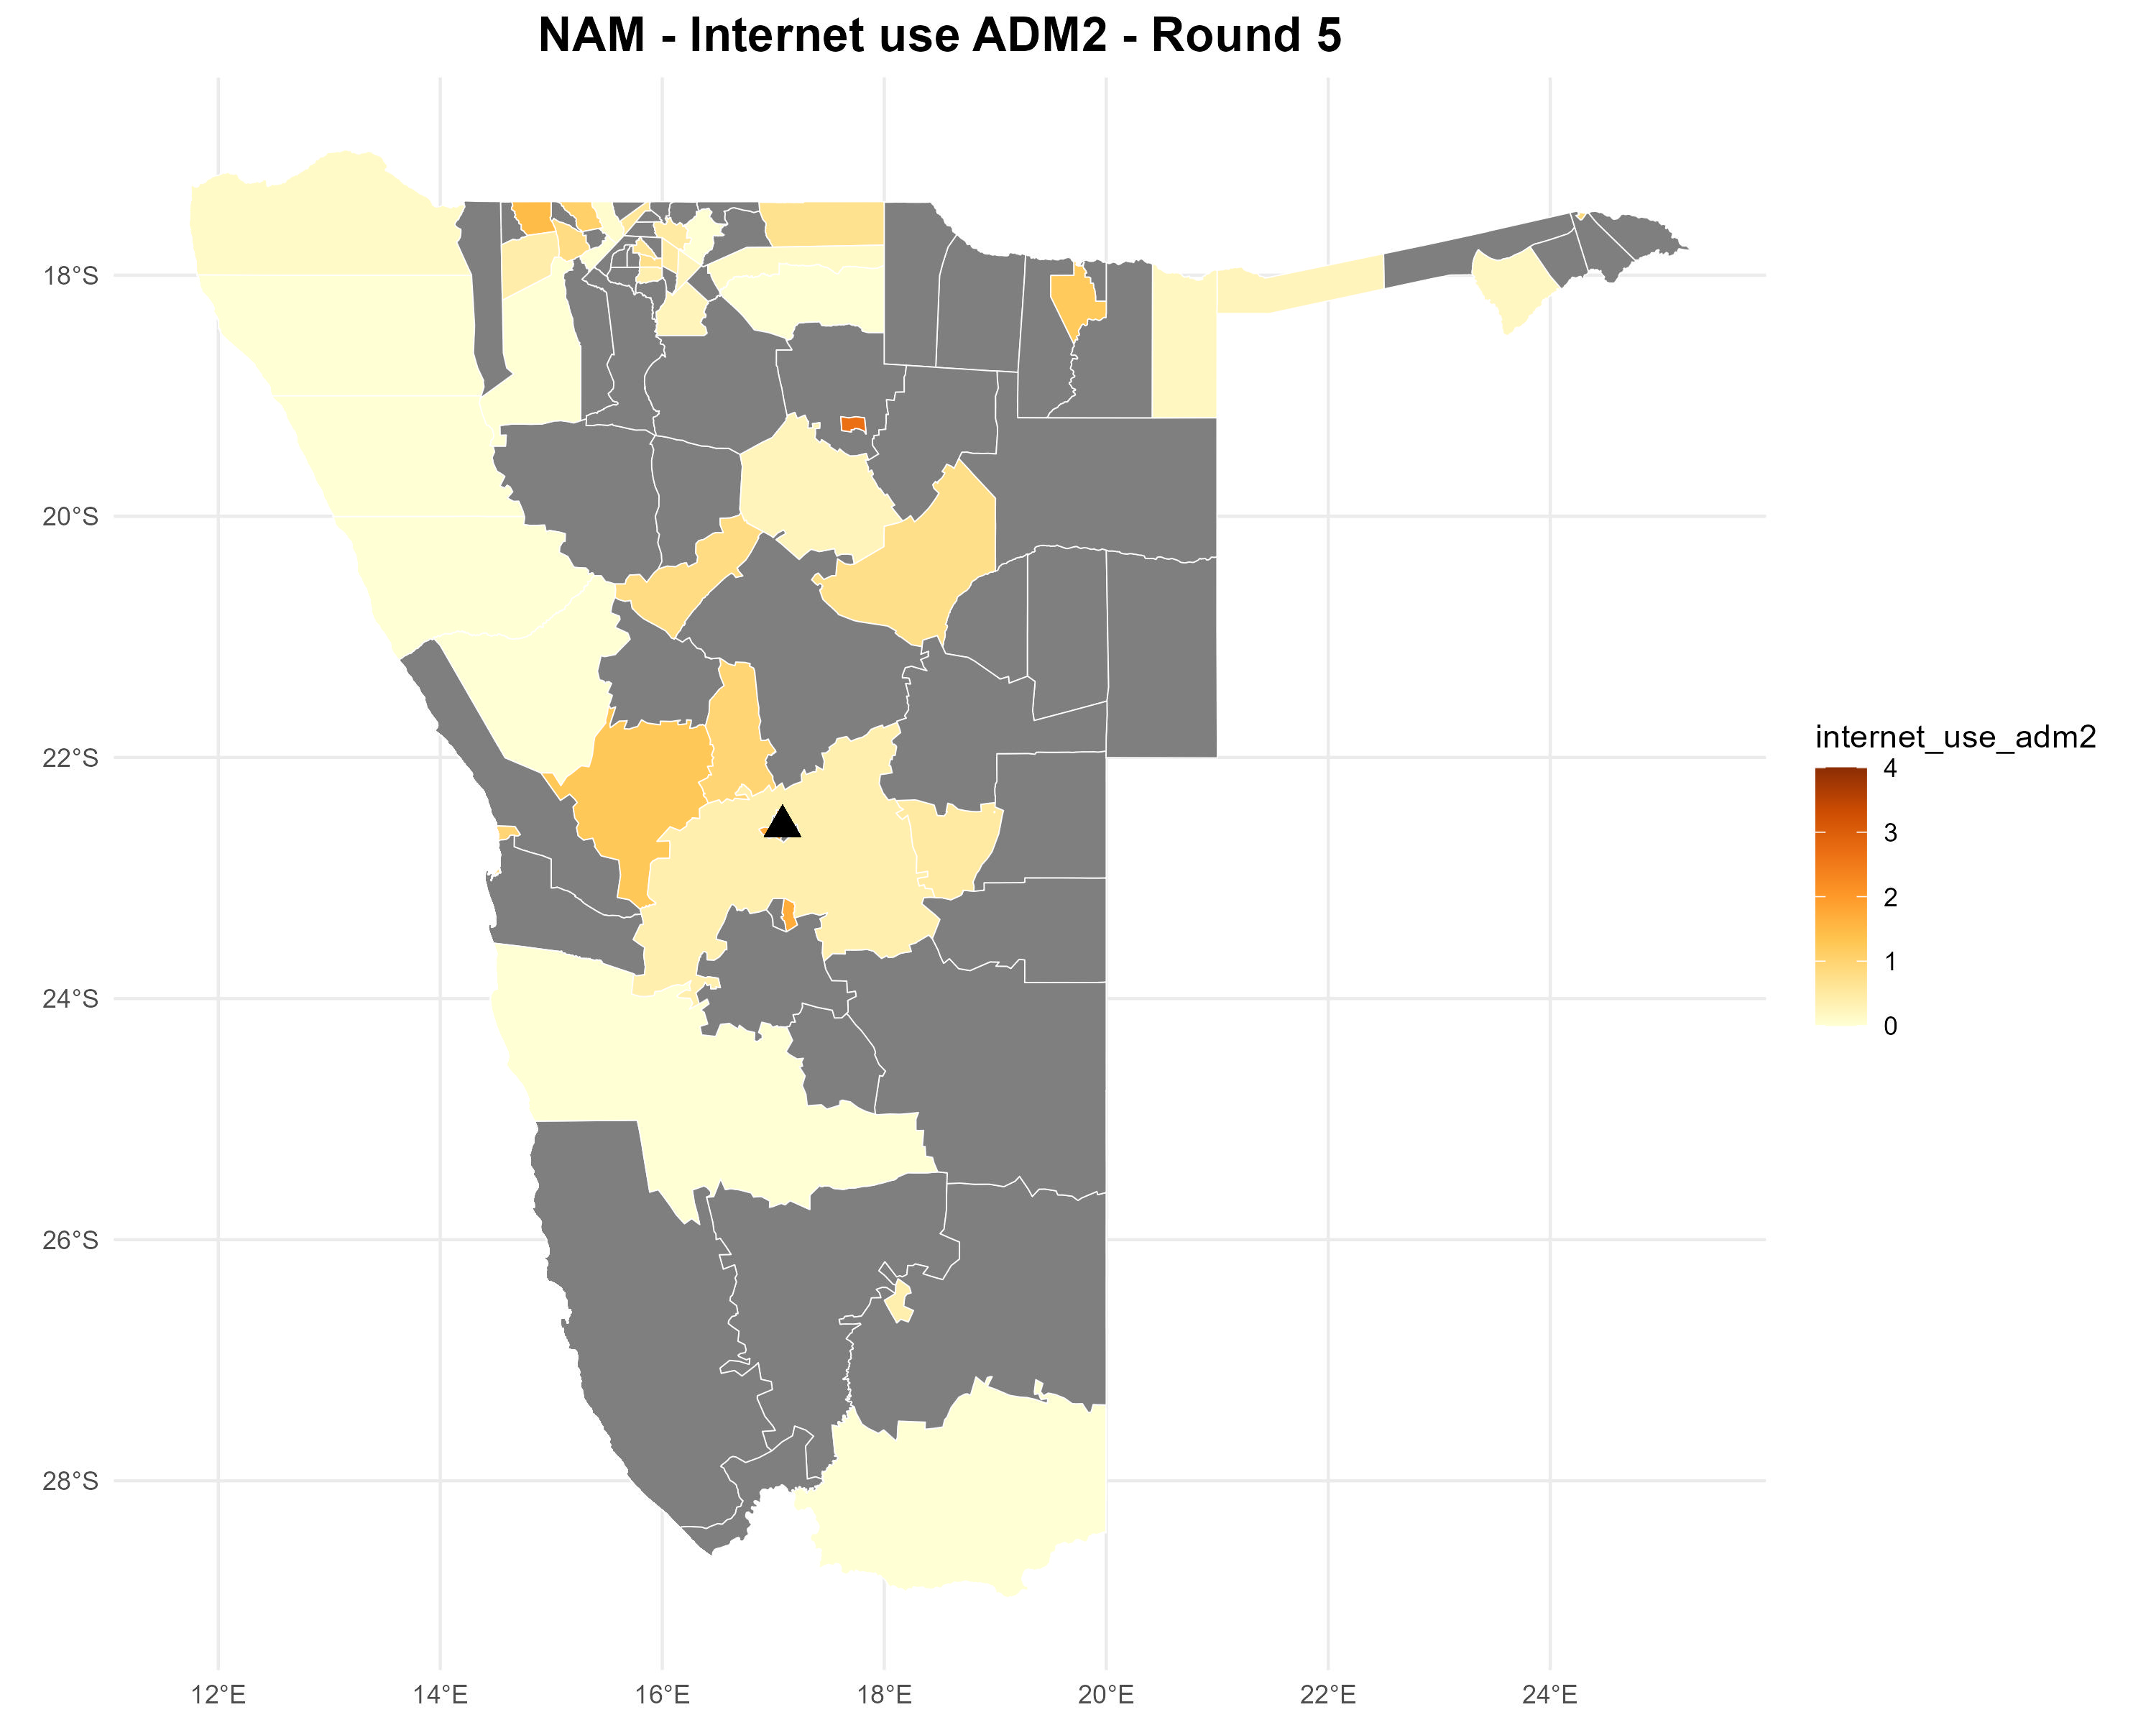 NAM - Internet use ADM2 - Round 5
18°S
20°S
22°S
24°S
26°S
28°S
12°E
14°E
16°E
18°E
20°E
22°E
24°E
internet_use_adm2
4
3
2
1
0